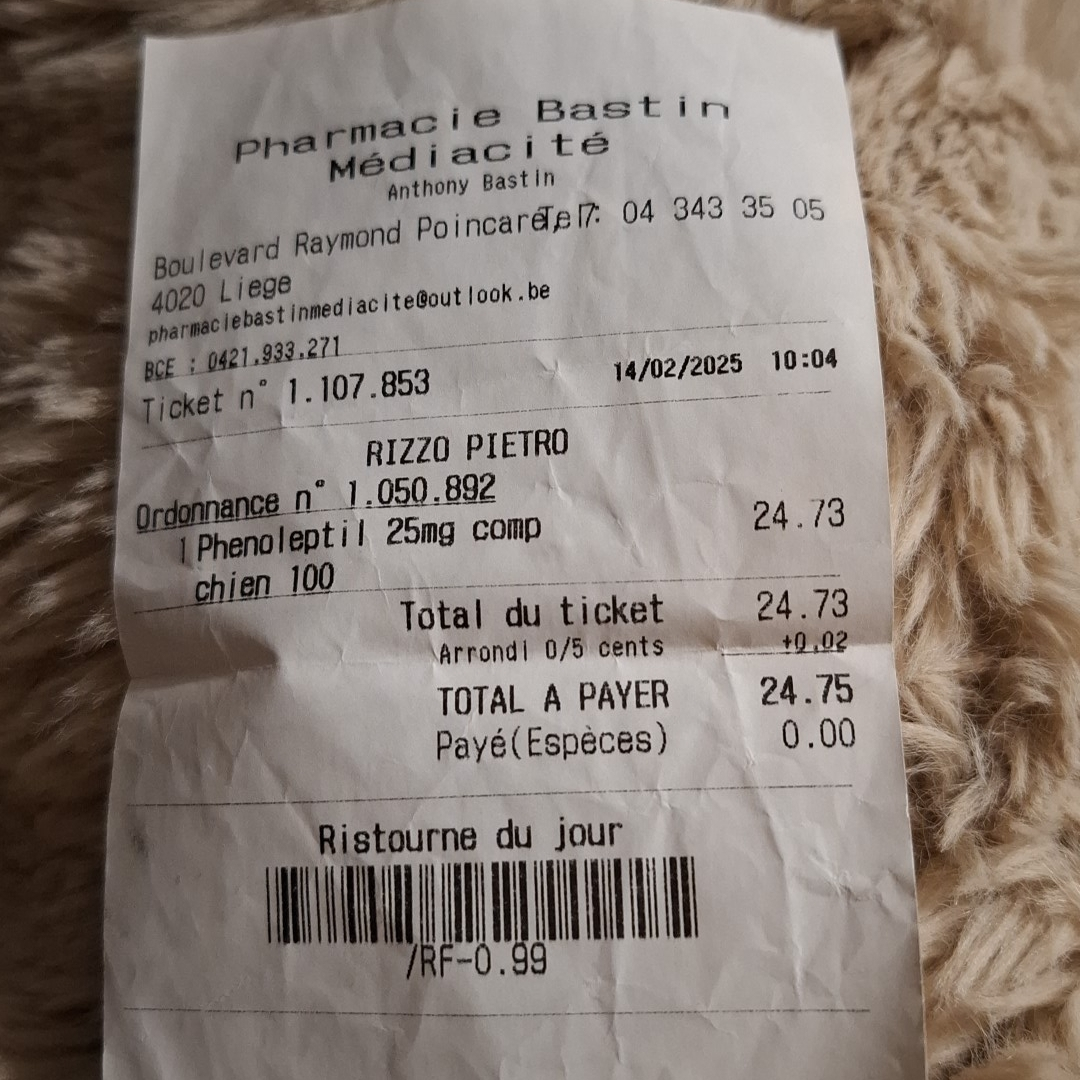 Pharmacie Bastin
Médiacité
Anthony Bastin
Boulevard Raymond Poincaré, 7 Tel : 04 343 35 05
4020 Liege
pharmaciebastinmediacite@outlook.be
BCE : 0421.933.271
Ticket n° 1.107.853 14/02/2025 10:04
RIZZO PIETRO
Ordonnance n° 1.050.892
1 Phenoleptil 25mg comp 24.73
chien 100
Total du ticket 24.73
Arrondi 0/5 cents +0.02
TOTAL A PAYER 24.75
Payé(Espèces) 0.00
Ristourne du jour
/RF-0.99